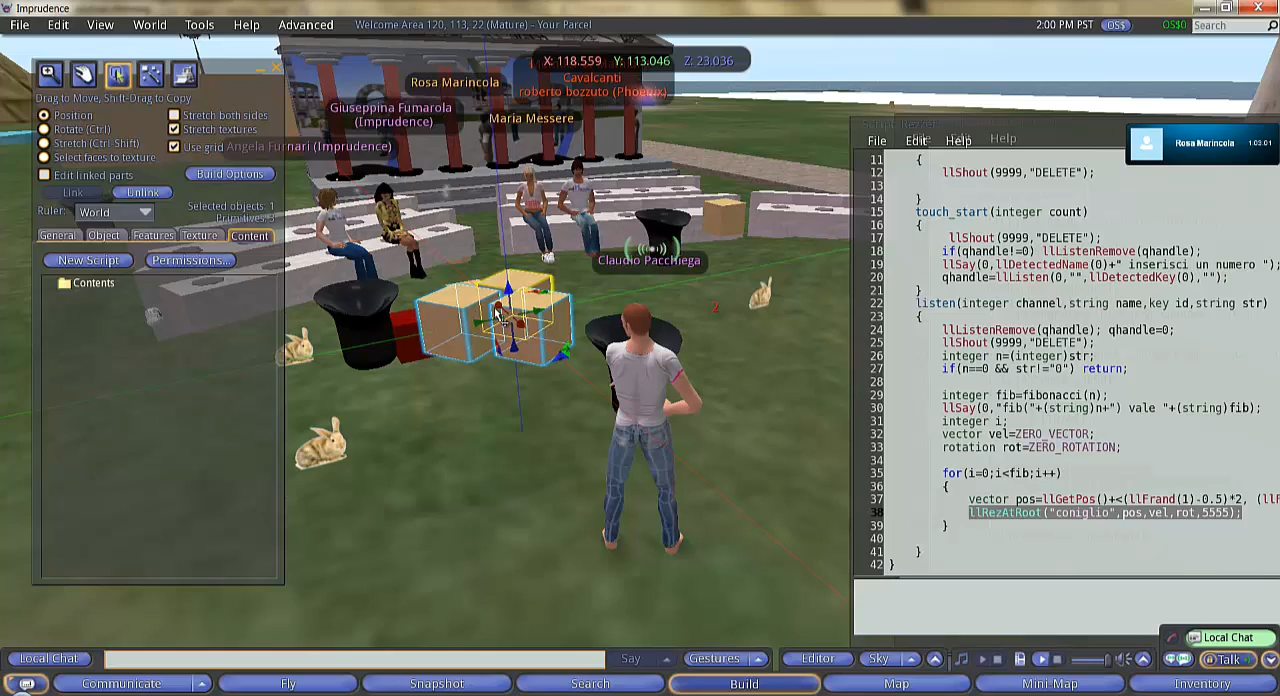 Imprudence
File Edit View World Tools Help Advanced Welcome Area 120, 113, 22 (Mature) - Your Parcel 2:00 PM PST OS$ OS$0 Search
X: 118.559 Y: 113.046 Z: 23.036
Rosa Marincola
Cavalcanti
roberto bozzuto (Phoenix)
Giuseppina Fumarola
(Imprudence)
Maria Messere
Angela Furnari (Imprudence)
Claudio Pacchiega
2
Drag to Move, Shift-Drag to Copy
Position Stretch both sides
Rotate (Ctrl) Stretch textures
Stretch (Ctrl-Shift) Use grid
Select faces to texture
Edit linked parts Build Options
Link Unlink
Ruler: World Selected objects: 1
Primitives: 3
General Object Features Texture Content
New Script Permissions...
Contents
File Edit Help
Rosa Marincola 1:03:01
11 {
12 llShout(9999,"DELETE");
13
14 }
15 touch_start(integer count)
16 {
17 llShout(9999,"DELETE");
18 if(qhandle!=0) llListenRemove(qhandle);
19 llSay(0,llDetectedName(0)+" inserisci un numero ");
20 qhandle=llListen(0,"",llDetectedKey(0),"");
21 }
22 listen(integer channel,string name,key id,string str)
23 {
24 llListenRemove(qhandle); qhandle=0;
25 llShout(9999,"DELETE");
26 integer n=(integer)str;
27 if(n==0 && str!="0") return;
28
29 integer fib=fibonacci(n);
30 llSay(0,"fib("+(string)n+") vale "+(string)fib);
31 integer i;
32 vector vel=ZERO_VECTOR;
33 rotation rot=ZERO_ROTATION;
34
35 for(i=0;i<fib;i++)
36 {
37 vector pos=llGetPos()+<(llFrand(1)-0.5)*2,
38 llRezAtRoot("coniglio",pos,vel,rot,5555);
39 }
40
41 }
42 }
Local Chat
Local Chat Say Gestures Editor Sky Talk
Communicate Fly Snapshot Search Build Map Mini Map Inventory